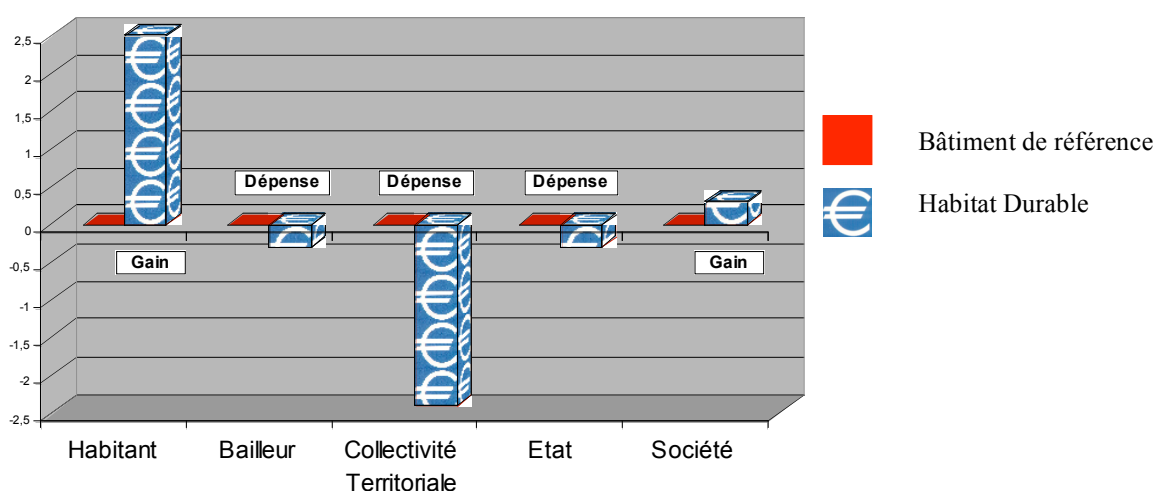 2,5
2
1,5
1
0,5
0
-0,5
-1
-1,5
-2
-2,5
Dépense
Dépense
Dépense
Gain
Gain
Habitant
Bailleur
Collectivité
Territoriale
Etat
Société
Bâtiment de référence
Habitat Durable